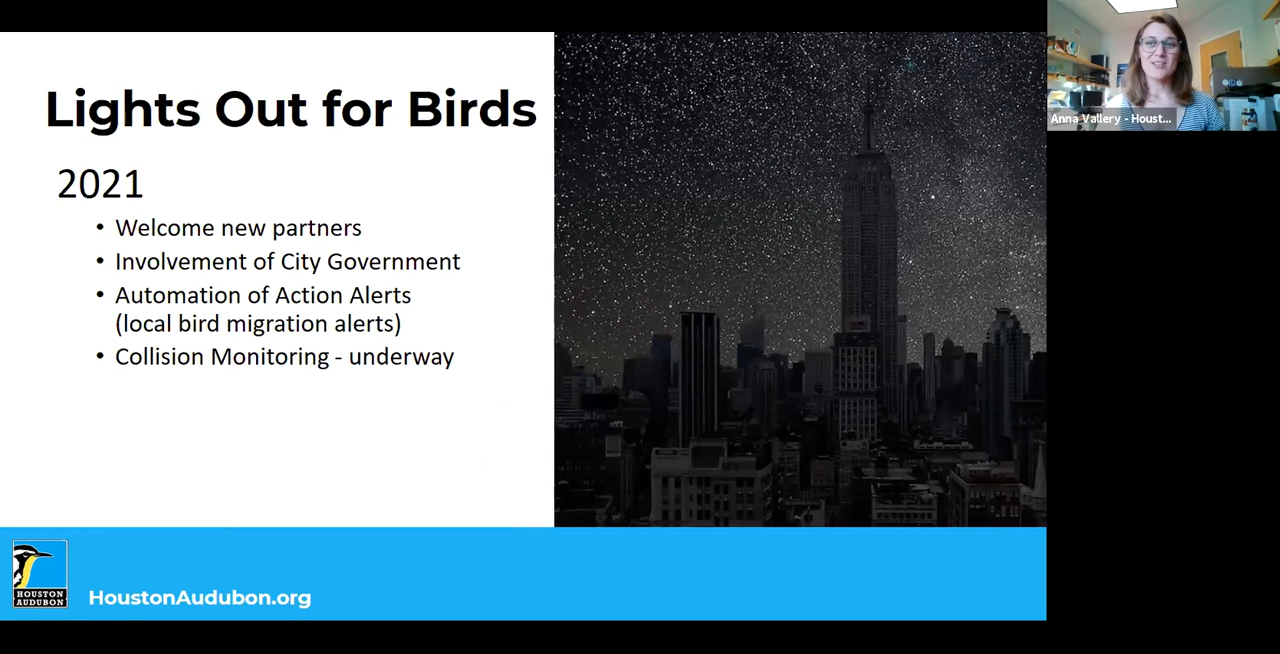 Lights Out for Birds
2021
• Welcome new partners
• Involvement of City Government
• Automation of Action Alerts
(local bird migration alerts)
• Collision Monitoring - underway
HOUSTON
AUDUBON
HoustonAudubon.org
Anna Vallery - Houst...